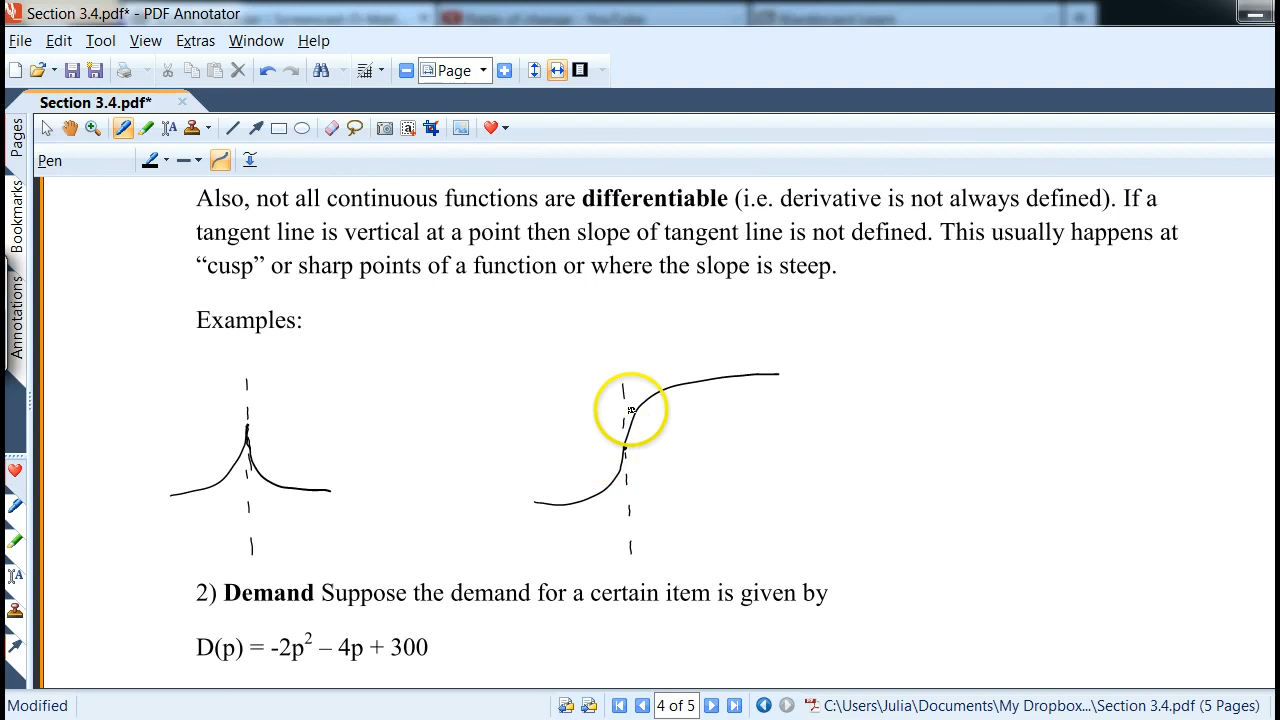 Section 3.4.pdf* - PDF Annotator
File Edit Tool View Extras Window Help
Page
Section 3.4.pdf*
Pages
Bookmarks
Annotations
Pen
Also, not all continuous functions are differentiable (i.e. derivative is not always defined). If a
tangent line is vertical at a point then slope of tangent line is not defined. This usually happens at
“cusp” or sharp points of a function or where the slope is steep.
Examples:
2) Demand Suppose the demand for a certain item is given by
D(p) = -2p² – 4p + 300
Modified
4 of 5
C:\Users\Julia\Documents\My Dropbox...\Section 3.4.pdf (5 Pages)